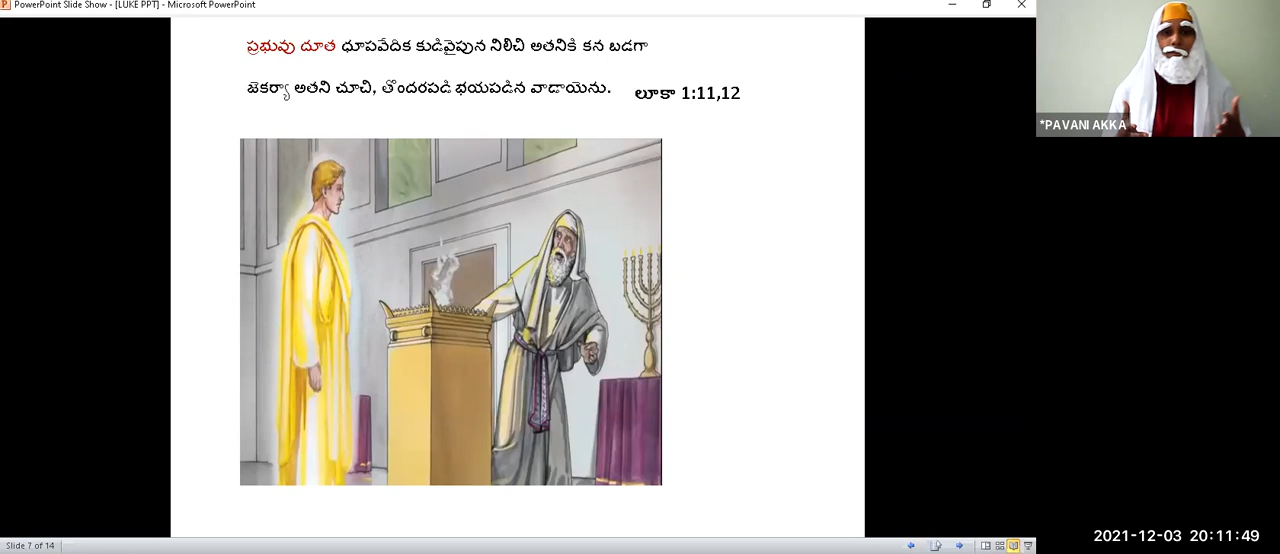 PowerPoint Slide Show - [LUKE PPT] - Microsoft PowerPoint
ప్రభువు దూత ధూపవేదిక కుడివైపున నిలిచి అతనికి కన బడగా
జెకర్యా అతని చూచి, తొందరపడి భయపడిన వాడాయెను. లూకా 1:11,12
*PAVANI AKKA
2021-12-03 20:11:49
Slide 7 of 14